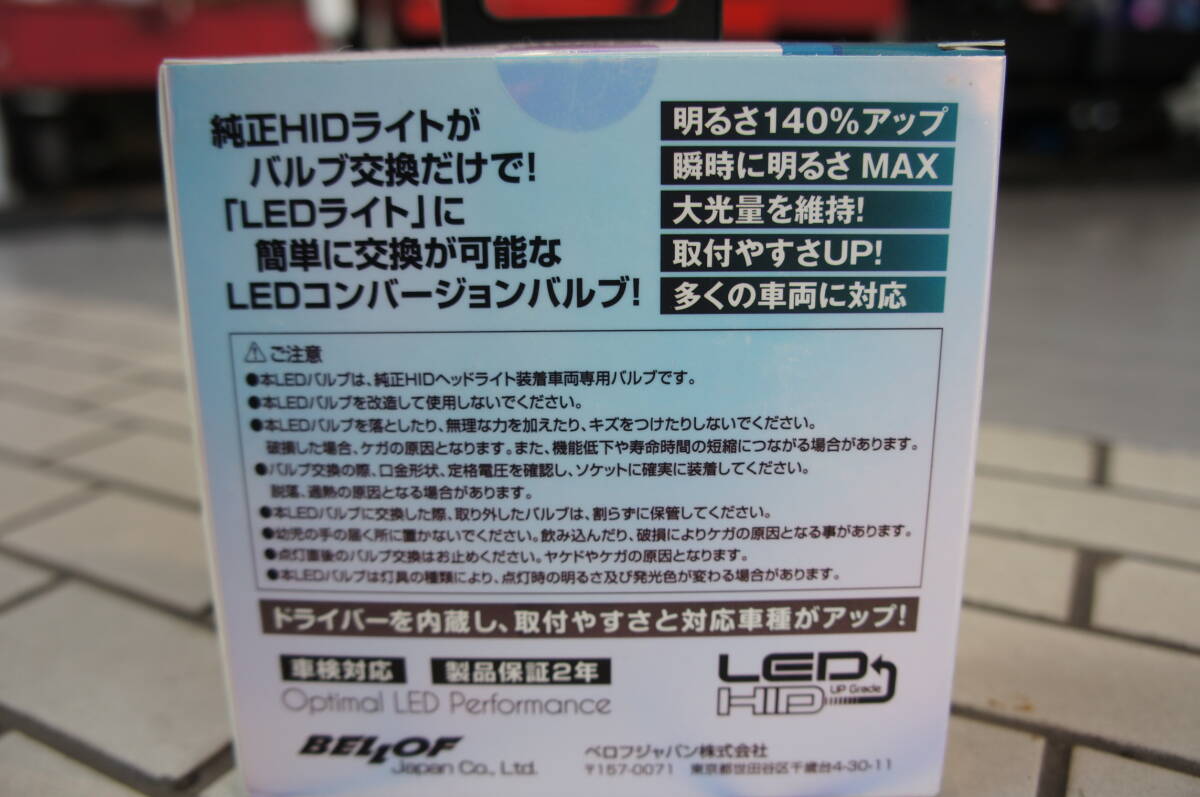 純正HIDライトが
バルブ交換だけで!
「LEDライト」に
簡単に交換が可能な
LEDコンバージョンバルブ!
明るさ140%アップ
瞬時に明るさMAX
大光量を維持!
取付やすさUP!
多くの車両に対応
ご注意
●本LEDバルブは、純正HIDヘッドライト装着車両専用バルブです。
●本LEDバルブを改造して使用しないでください。
●本LEDバルブを落としたり、無理な力を加えたり、キズをつけたりしないでください。
破損した場合、ケガの原因となります。また、機能低下や寿命時間の短縮につながる場合があります。
●バルブ交換の際、口金形状、定格電圧を確認し、ソケットに確実に装着してください。
脱落、過熱の原因となる場合があります。
●本LEDバルブに交換した際、取り外したバルブは、割らずに保管してください。
●幼児の手の届く所に置かないでください。飲み込んだり、破損によりケガの原因となる事があります。
●点灯直後のバルブ交換はお止めください。ヤケドやケガの原因となります。
●本LEDバルブは灯具の種類により、点灯時の明るさ及び発光色が変わる場合があります。
ドライバーを内蔵し、取付やすさと対応車種がアップ!
車検対応 製品保証2年
Optimal LED Performance
LED
HID UP Grade
BELLOF
Japan Co., Ltd.
ベロフジャパン株式会社
〒157-0071 東京都世田谷区千歳台4-30-11